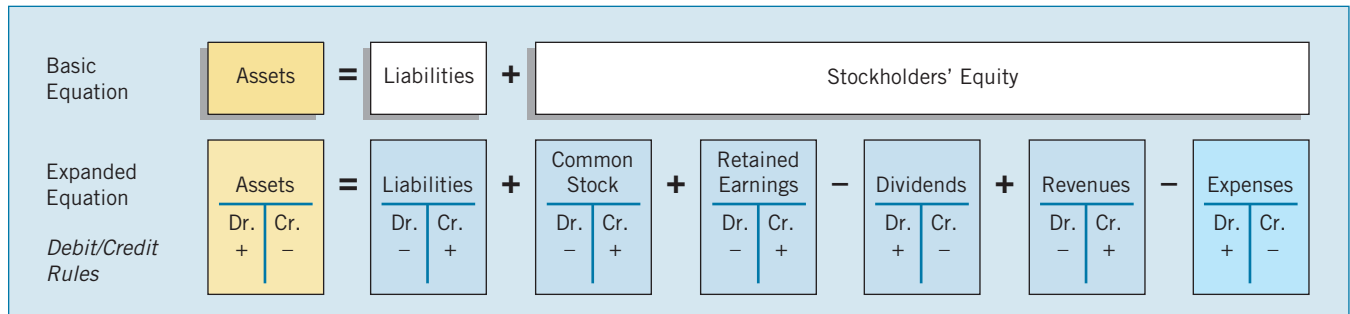 Basic
Equation
Assets = Liabilities + Stockholders’ Equity
Expanded
Equation
Debit/Credit
Rules
Assets = Liabilities + Common Stock + Retained Earnings – Dividends + Revenues – Expenses
Dr. Cr. Dr. Cr. Dr. Cr. Dr. Cr. Dr. Cr. Dr. Cr. Dr. Cr.
+ – – + – + – + + – – + + –